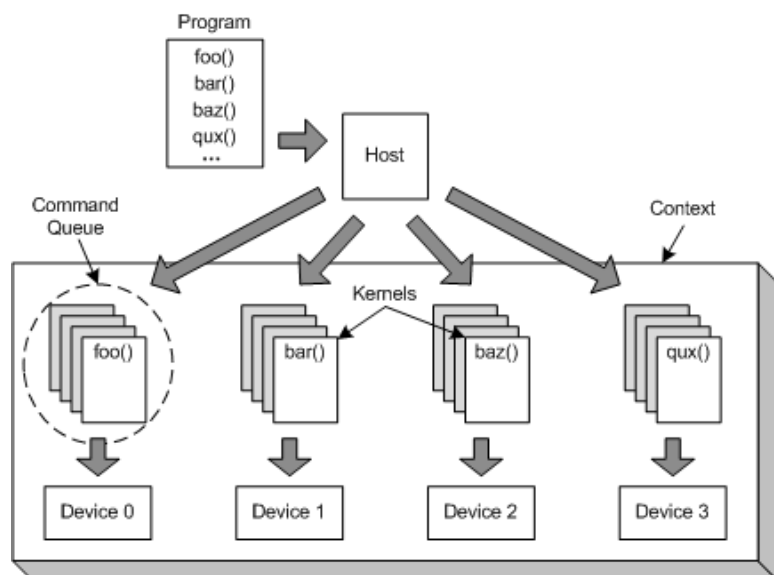 Program
foo()
bar()
baz()
qux()
...
Host
Command
Queue
Context
Kernels
foo()
bar()
baz()
qux()
Device 0
Device 1
Device 2
Device 3